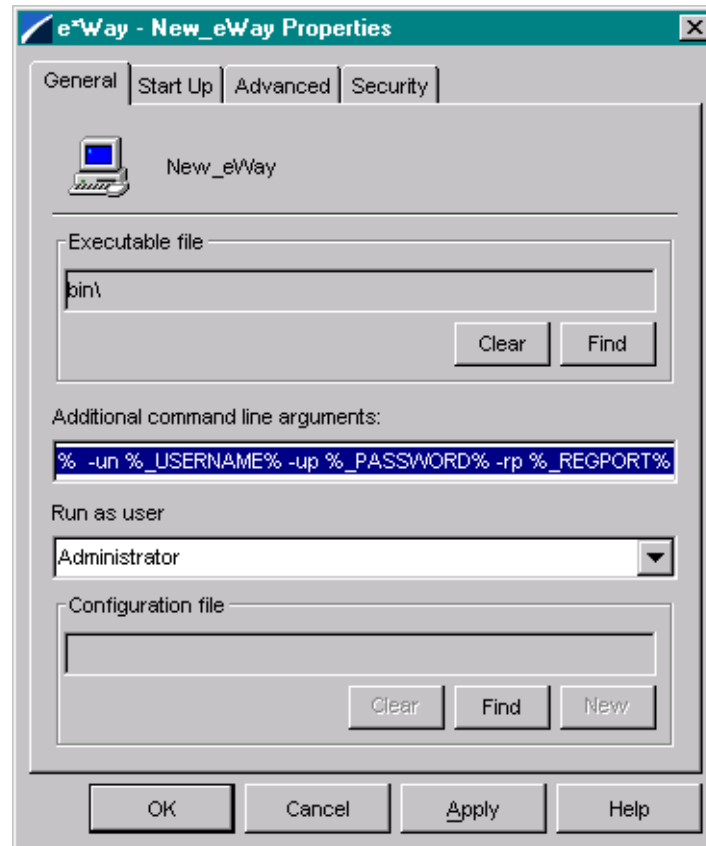 e*Way - New_eWay Properties
General Start Up Advanced Security
New_eWay
Executable file
bin\
Clear Find
Additional command line arguments:
% -un %_USERNAME% -up %_PASSWORD% -rp %_REGPORT%
Run as user
Administrator
Configuration file
Clear Find New
OK Cancel Apply Help